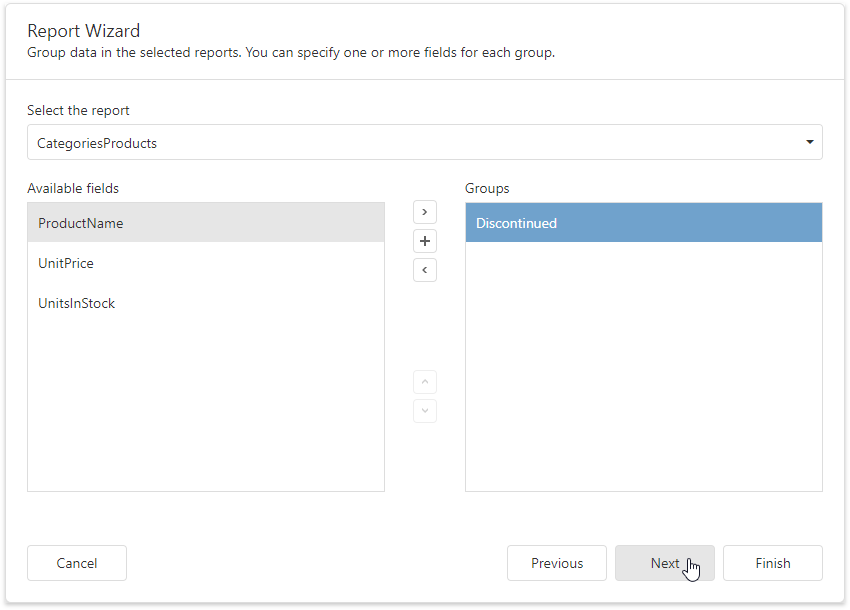 Report Wizard
Group data in the selected reports. You can specify one or more fields for each group.
Select the report
CategoriesProducts
Available fields
Groups
ProductName
Discontinued
UnitPrice
UnitsInStock
Cancel
Previous
Next
Finish